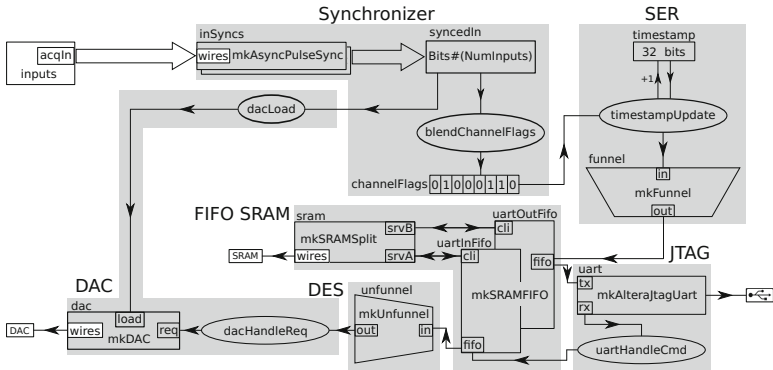 Synchronizer
SER
inSyncs
syncedIn
timestamp
acqIn
inputs
wires
mkAsyncPulseSync
Bits#(NumInputs)
32 bits
+1
dacLoad
timestampUpdate
blendChannelFlags
funnel
in
channelFlags
0 1 0 0 0 1 1 0
mkFunnel
out
FIFO SRAM
sram
uartOutFifo
srvB
cli
mkSRAMSplit
uartInFifo
JTAG
SRAM
wires
srvA
cli
fifo
uart
tx
DAC
DES
unfunnel
mkSRAMFIFO
mkAlteraJtagUart
rx
dac
load
mkUnfunnel
DAC
wires
req
dacHandleReq
out
in
mkDAC
fifo
uartHandleCmd